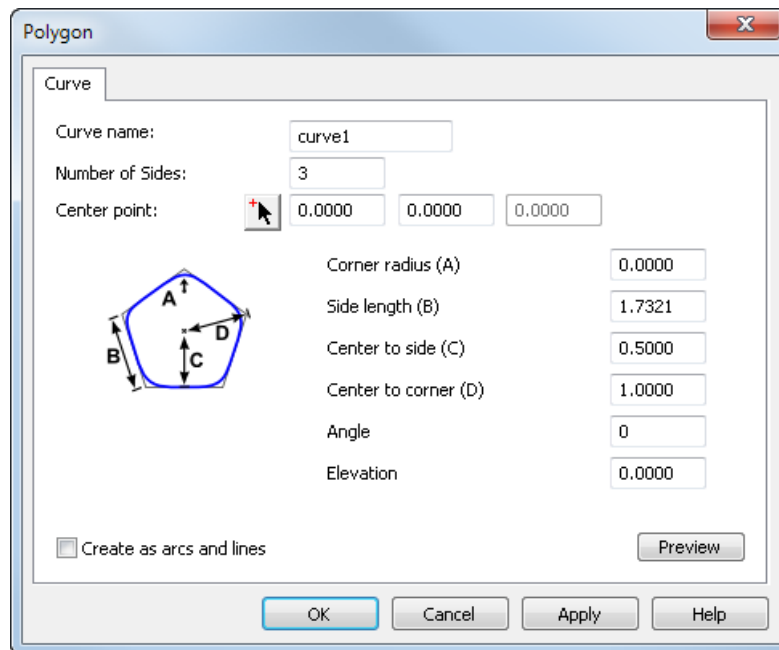 Polygon
Curve
Curve name: curve1
Number of Sides: 3
Center point: 0.0000 0.0000 0.0000
Corner radius (A) 0.0000
Side length (B) 1.7321
Center to side (C) 0.5000
Center to corner (D) 1.0000
Angle 0
Elevation 0.0000
A
D
B
C
Create as arcs and lines
Preview
OK Cancel Apply Help